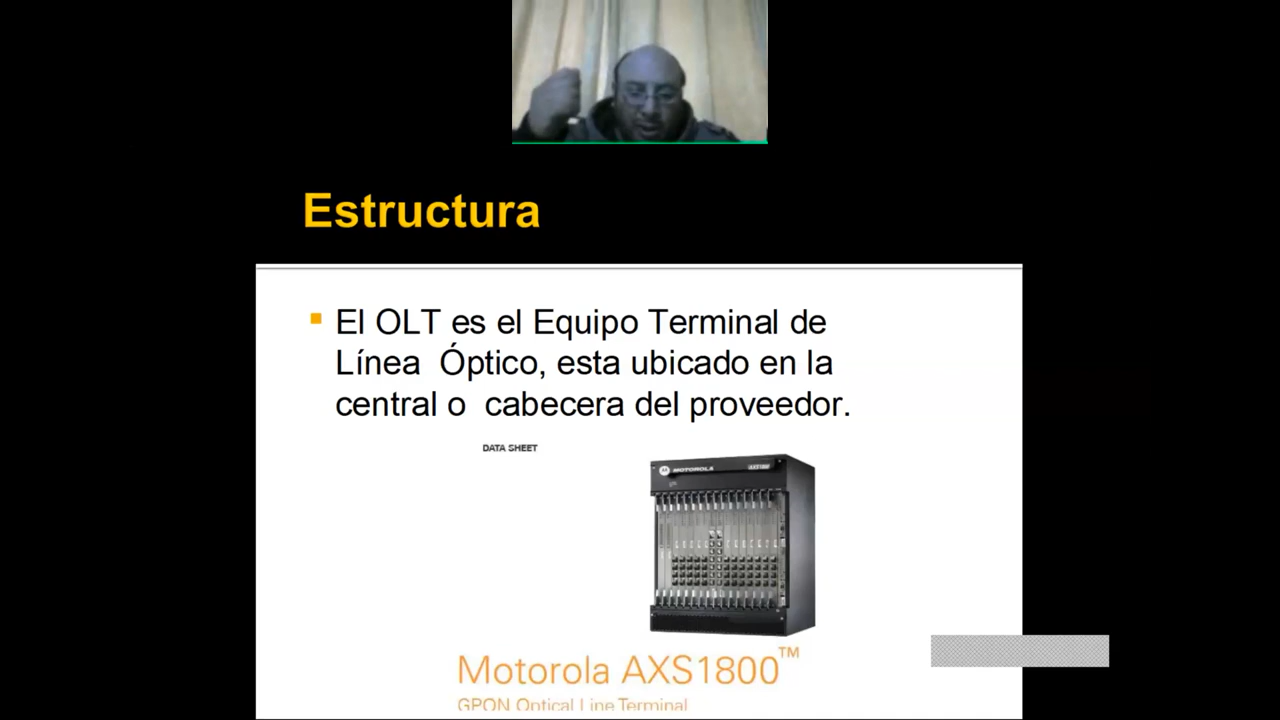 Estructura
El OLT es el Equipo Terminal de
Línea Óptico, esta ubicado en la
central o cabecera del proveedor.
DATA SHEET
MOTOROLA AXS1800
Motorola AXS1800™
GPON Optical Line Terminal